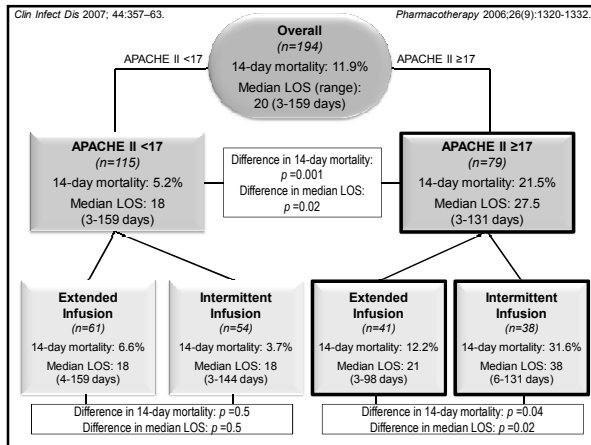 Clin Infect Dis 2007; 44:357–63.
Pharmacotherapy 2006;26(9):1320-1332.
Overall
(n=194)
14-day mortality: 11.9%
Median LOS (range):
20 (3-159 days)
APACHE II <17
APACHE II ≥17
APACHE II <17
(n=115)
14-day mortality: 5.2%
Median LOS: 18
(3-159 days)
Difference in 14-day mortality:
p =0.001
Difference in median LOS:
p =0.02
APACHE II ≥17
(n=79)
14-day mortality: 21.5%
Median LOS: 27.5
(3-131 days)
Extended
Infusion
(n=61)
14-day mortality: 6.6%
Median LOS: 18
(4-159 days)
Intermittent
Infusion
(n=54)
14-day mortality: 3.7%
Median LOS: 18
(3-144 days)
Extended
Infusion
(n=41)
14-day mortality: 12.2%
Median LOS: 21
(3-98 days)
Intermittent
Infusion
(n=38)
14-day mortality: 31.6%
Median LOS: 38
(6-131 days)
Difference in 14-day mortality: p =0.5
Difference in median LOS: p =0.5
Difference in 14-day mortality: p =0.04
Difference in median LOS: p =0.02